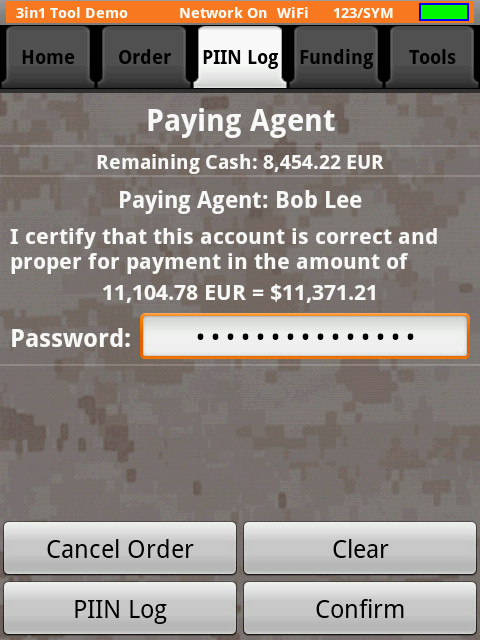 3in1 Tool Demo Network On WiFi 123/SYM
Home Order PIIN Log Funding Tools
Paying Agent
Remaining Cash: 8,454.22 EUR
Paying Agent: Bob Lee
I certify that this account is correct and
proper for payment in the amount of
11,104.78 EUR = $11,371.21
Password: •••••••••••••••
Cancel Order Clear
PIIN Log Confirm